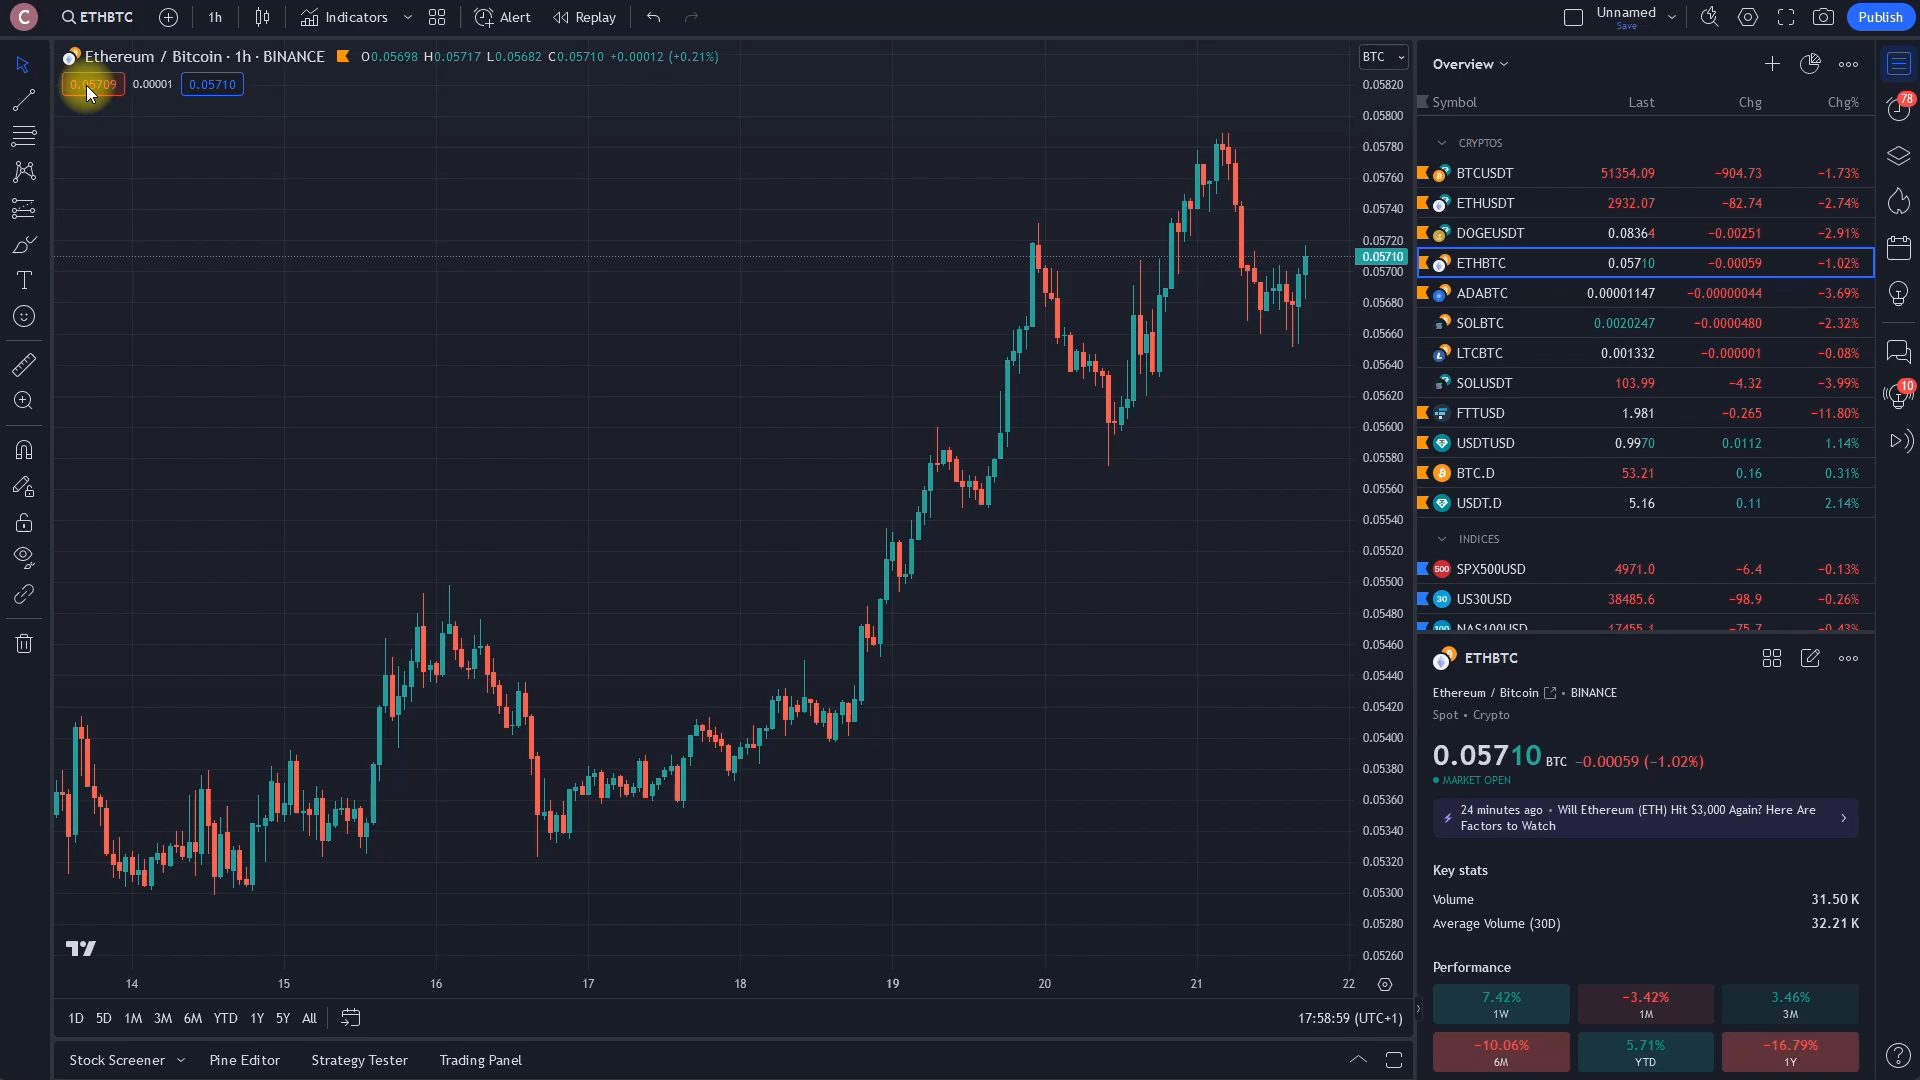 C
ETHBTC
1h
Indicators
Alert
Replay
Unnamed
Save
Publish
Ethereum / Bitcoin · 1h · BINANCE O0.05698 H0.05717 L0.05682 C0.05710 +0.00012 (+0.21%)
0.05709 0.00001 0.05710
BTC
0.05820
0.05800
0.05780
0.05760
0.05740
0.05720
0.05710
0.05700
0.05680
0.05660
0.05640
0.05620
0.05600
0.05580
0.05560
0.05540
0.05520
0.05500
0.05480
0.05460
0.05440
0.05420
0.05400
0.05380
0.05360
0.05340
0.05320
0.05300
0.05280
0.05260
14 15 16 17 18 19 20 21 22
1D 5D 1M 3M 6M YTD 1Y 5Y All
17:58:59 (UTC+1)
Stock Screener Pine Editor Strategy Tester Trading Panel
Overview
Symbol Last Chg Chg%
CRYPTOS
BTCUSDT 51354.09 −904.73 −1.73%
ETHUSDT 2932.07 −82.74 −2.74%
DOGEUSDT 0.08364 −0.00251 −2.91%
ETHBTC 0.05710 −0.00059 −1.02%
ADABTC 0.00001147 −0.00000044 −3.69%
SOLBTC 0.0020247 −0.0000480 −2.32%
LTCBTC 0.001332 −0.000001 −0.08%
SOLUSDT 103.99 −4.32 −3.99%
FTTUSD 1.981 −0.265 −11.80%
USDTUSD 0.9970 0.0112 1.14%
BTC.D 53.21 0.16 0.31%
USDT.D 5.16 0.11 2.14%
INDICES
500 SPX500USD 4971.0 −6.4 −0.13%
30 US30USD 38485.6 −98.9 −0.26%
100 NAS100USD 17455.1 −75.7 −0.43%
ETHBTC
Ethereum / Bitcoin • BINANCE
Spot • Crypto
0.05710 BTC −0.00059 (−1.02%)
MARKET OPEN
24 minutes ago • Will Ethereum (ETH) Hit $3,000 Again? Here Are
Factors to Watch
Key stats
Volume 31.50 K
Average Volume (30D) 32.21 K
Performance
7.42% −3.42% 3.46%
1W 1M 3M
−10.06% 5.71% −16.79%
6M YTD 1Y
78
10